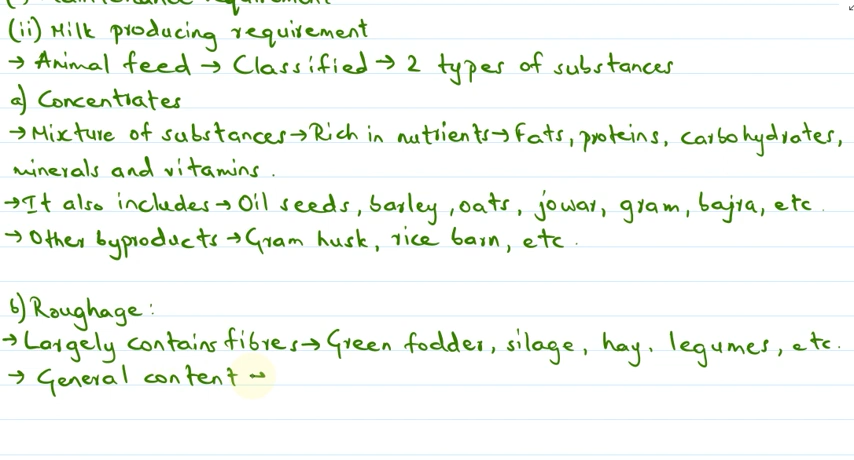 (ii) Milk producing requirement
→ Animal feed → Classified → 2 types of substances
a) Concentrates
→ Mixture of substances → Rich in nutrients → Fats, proteins, carbohydrates,
minerals and vitamins.
→ It also includes → Oil seeds, barley, oats, jowar, gram, bajra, etc.
→ Other byproducts → Gram husk, rice barn, etc.
b) Roughage:
→ Largely contains fibres → Green fodder, silage, hay, legumes, etc.
→ General content →